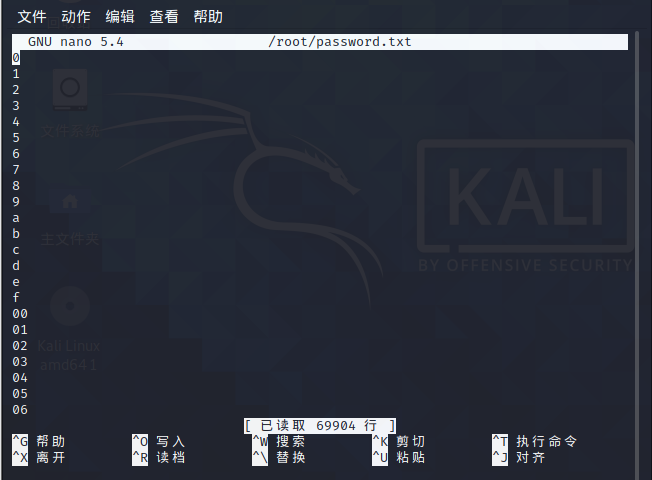 文件 动作 编辑 查看 帮助
GNU nano 5.4 /root/password.txt
0
1
2
3
4
5
6
7
8
9
a
b
c
d
e
f
00
01
02
03
04
05
06
文件系统
主文件夹
Kali Linux
amd64 1
KALI
BY OFFENSIVE SECURITY
[ 已读取 69904 行 ]
^G 帮助 ^O 写入 ^W 搜索 ^K 剪切 ^T 执行命令
^X 离开 ^R 读档 ^\ 替换 ^U 粘贴 ^J 对齐